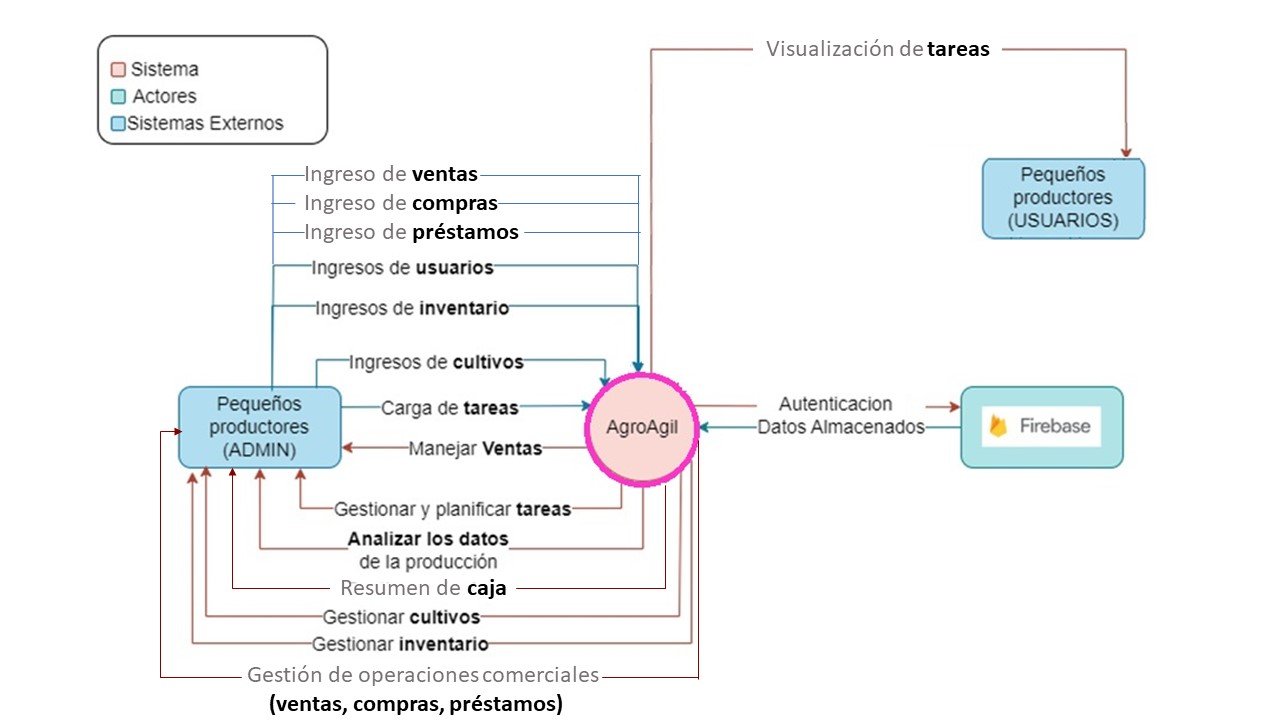 Sistema
Actores
Sistemas Externos
Visualización de tareas
Pequeños
productores
(USUARIOS)
Ingreso de ventas
Ingreso de compras
Ingreso de préstamos
Ingresos de usuarios
Ingresos de inventario
Ingresos de cultivos
Pequeños
productores
(ADMIN)
Carga de tareas
Manejar Ventas
AgroAgil
Autenticacion
Datos Almacenados
Firebase
Gestionar y planificar tareas
Analizar los datos
de la producción
Resumen de caja
Gestionar cultivos
Gestionar inventario
Gestión de operaciones comerciales
(ventas, compras, préstamos)